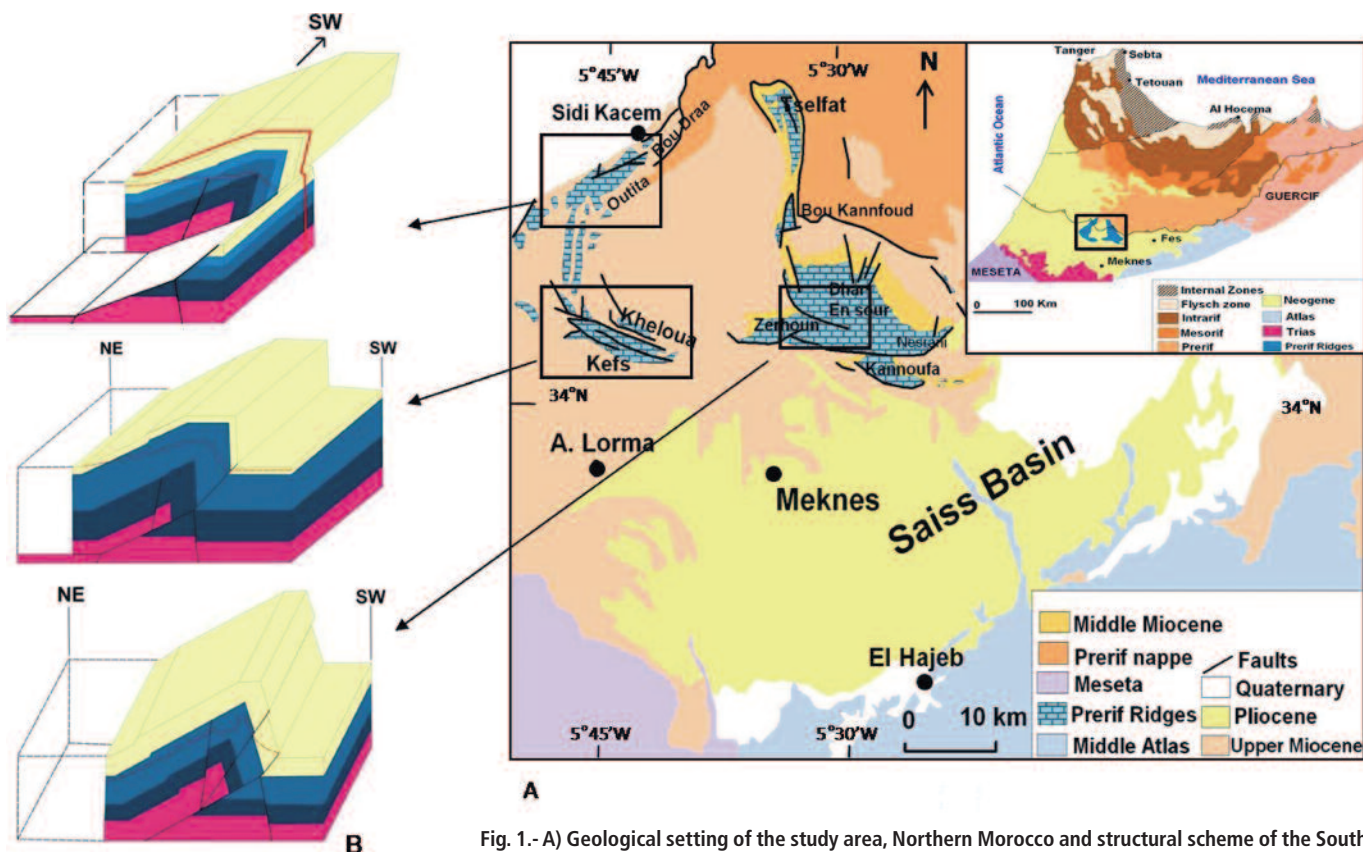 SW
NE
SW
NE
SW
B
5°45'W
5°30'W
N
Sidi Kacem
Bou Draa
Outita
Tselfat
Bou Kannfoud
Kheloua
Kefs
Dhar
En sour
Zerhoun
Nesrani
Kannoufa
34°N
34°N
A. Lorma
Meknes
Saiss Basin
El Hajeb
5°45'W
5°30'W
0 10 km
Middle Miocene
Prerif nappe
Meseta
Prerif Ridges
Middle Atlas
Faults
Quaternary
Pliocene
Upper Miocene
Tanger
Sebta
Tetouan
Mediterranean Sea
Al Hocema
Atlantic Ocean
GUERCIF
Fes
Meknes
MESETA
0 100 Km
Internal Zones
Flysch zone
Intrarif
Mesorif
Prerif
Neogene
Atlas
Trias
Prerif Ridges
A
Fig. 1.- A) Geological setting of the study area, Northern Morocco and structural scheme of the South